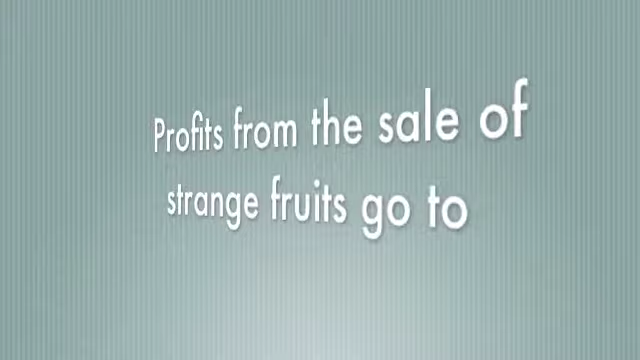 Profits from the sale of
strange fruits go to